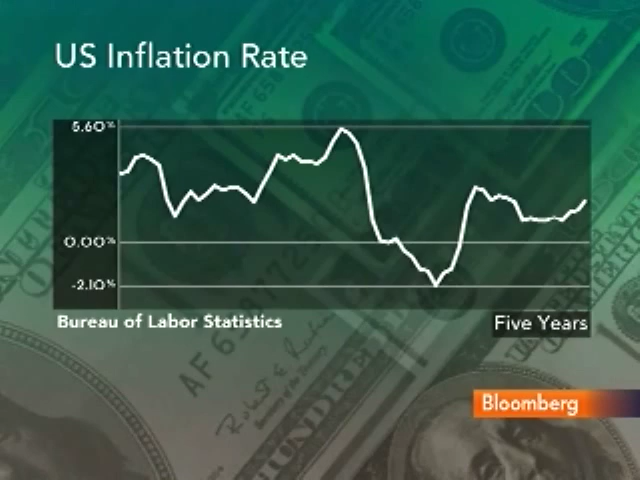 US Inflation Rate
5.60%
0.00%
-2.10%
Bureau of Labor Statistics
Five Years
Bloomberg